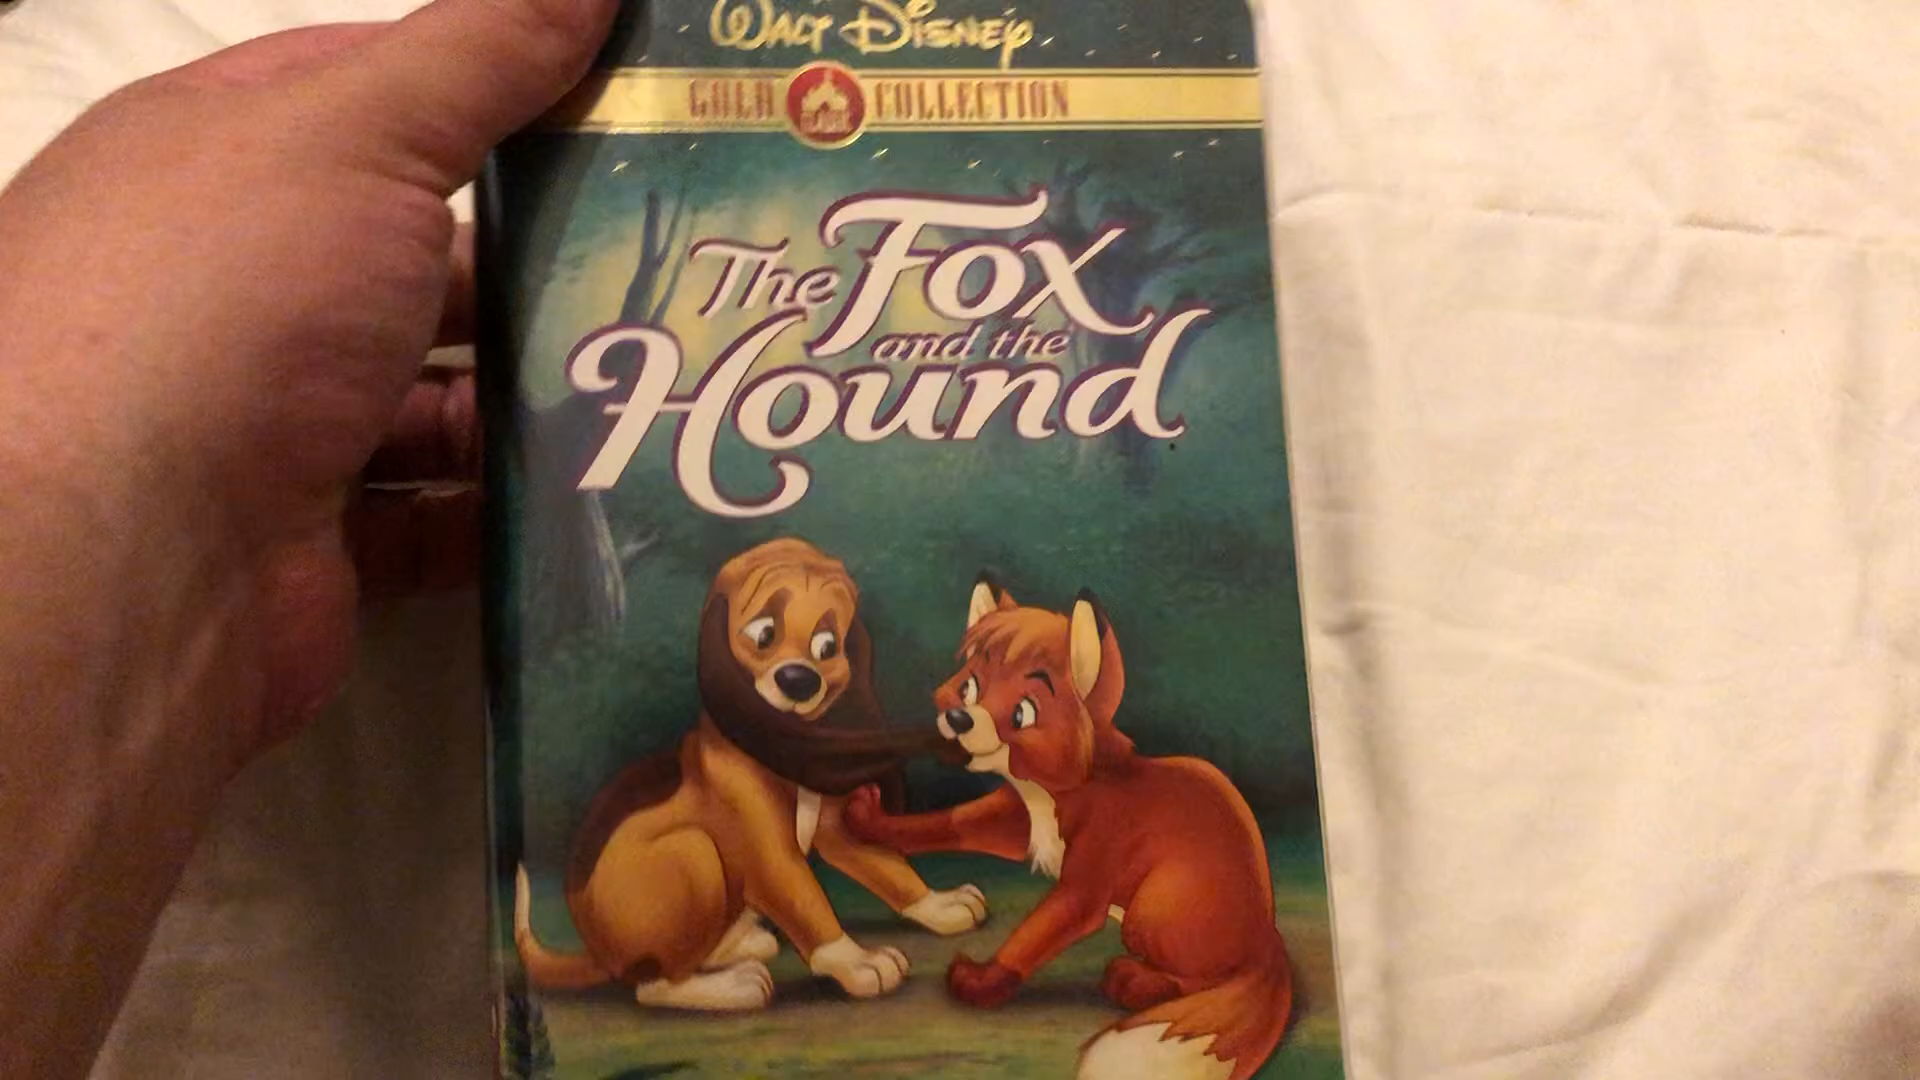 Walt Disney
GOLD COLLECTION
The Fox
and the
Hound